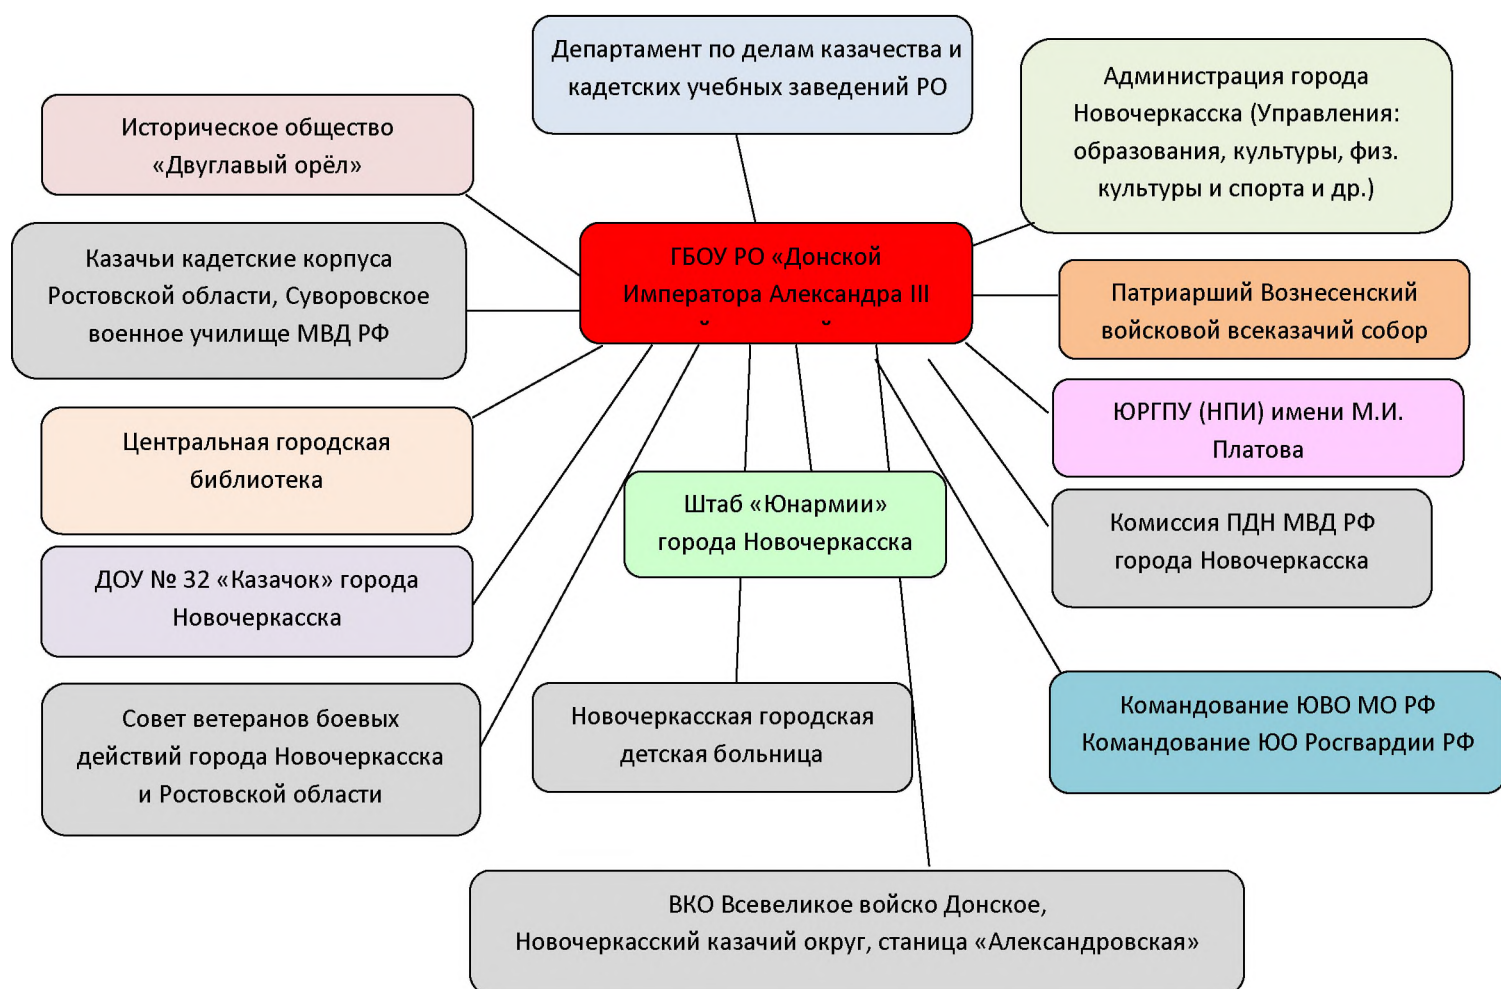 Департамент по делам казачества и
кадетских учебных заведений РО
Администрация города
Новочеркасска (Управления:
образования, культуры, физ.
культуры и спорта и др.)
Историческое общество
«Двуглавый орёл»
ГБОУ РО «Донской
Императора Александра III
Казачьи кадетские корпуса
Ростовской области, Суворовское
военное училище МВД РФ
Патриарший Вознесенский
войсковой всеказачий собор
ЮРГПУ (НПИ) имени М.И.
Платова
Центральная городская
библиотека
Штаб «Юнармии»
города Новочеркасска
Комиссия ПДН МВД РФ
города Новочеркасска
ДОУ № 32 «Казачок» города
Новочеркасска
Совет ветеранов боевых
действий города Новочеркасска
и Ростовской области
Новочеркасская городская
детская больница
Командование ЮВО МО РФ
Командование ЮО Росгвардии РФ
ВКО Всевеликое войско Донское,
Новочеркасский казачий округ, станица «Александровская»